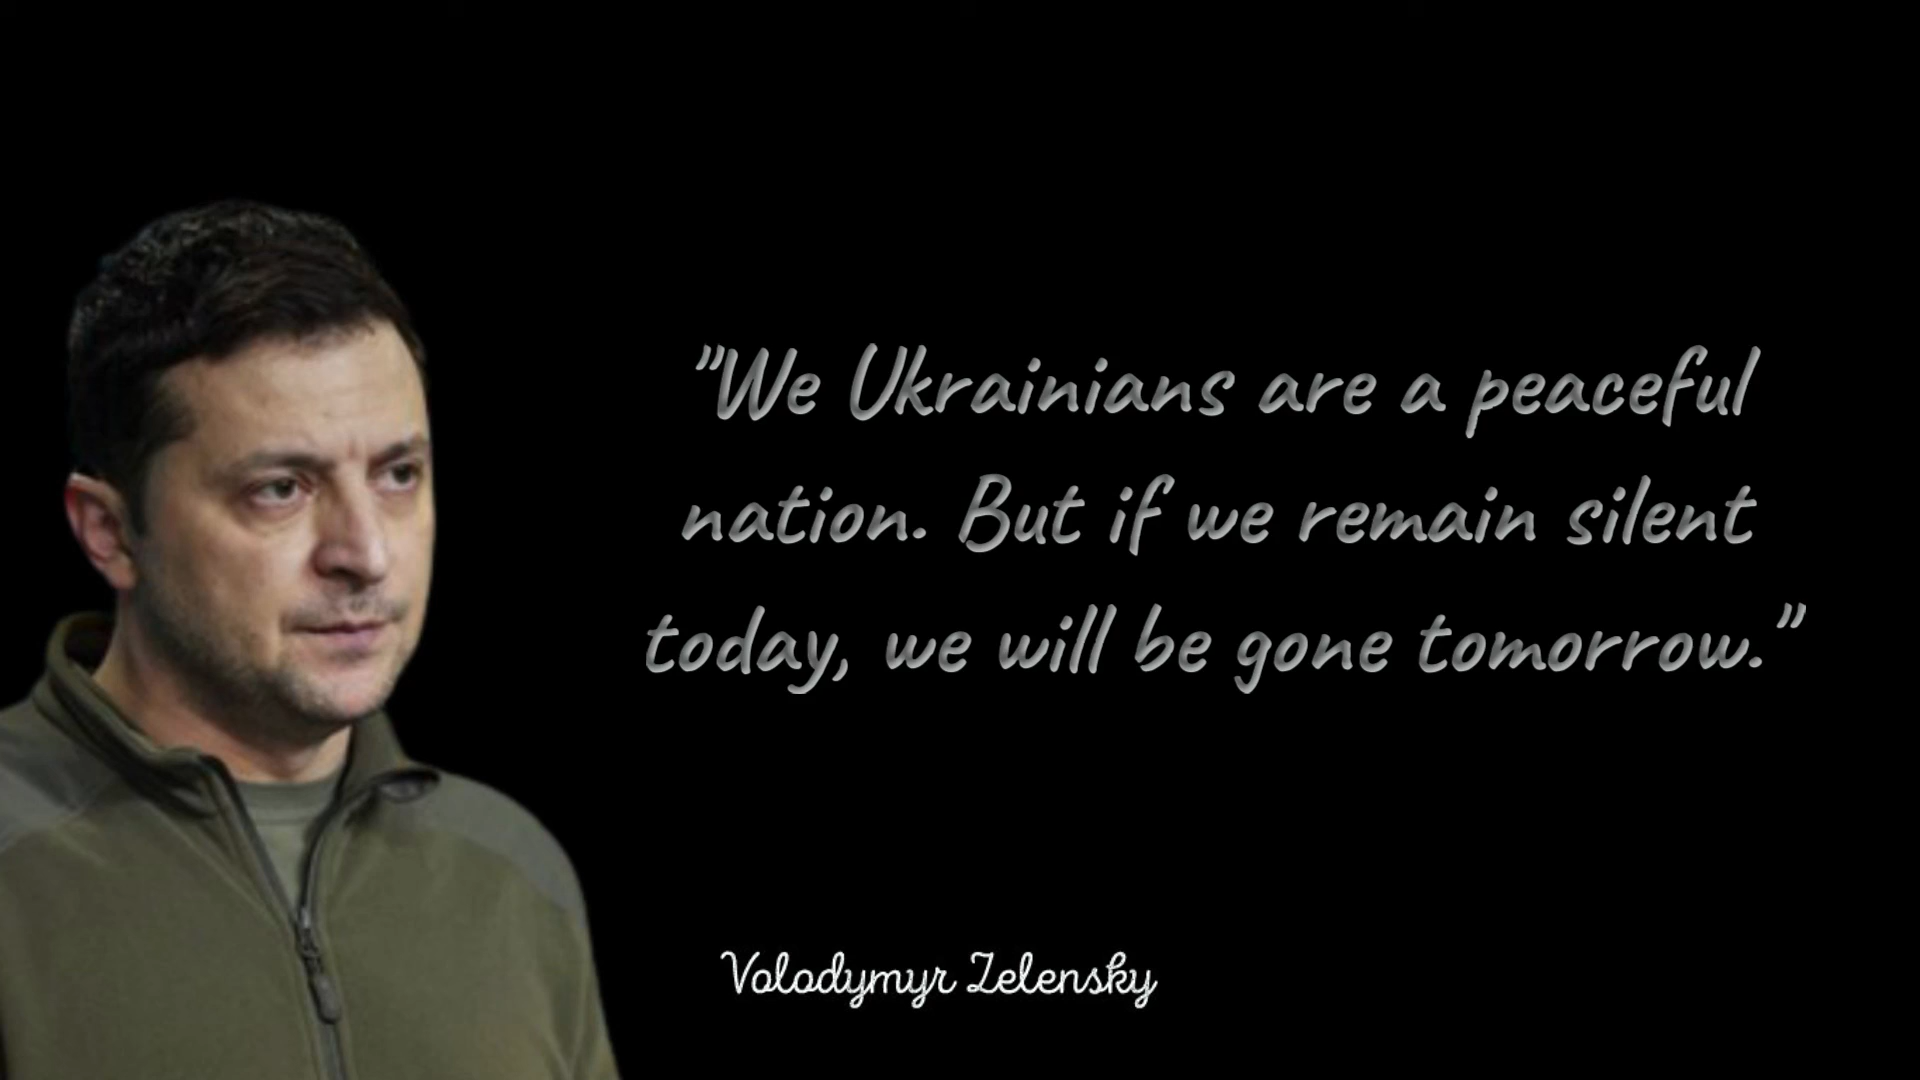 "We Ukrainians are a peaceful
nation. But if we remain silent
today, we will be gone tomorrow."
Volodymyr Zelensky